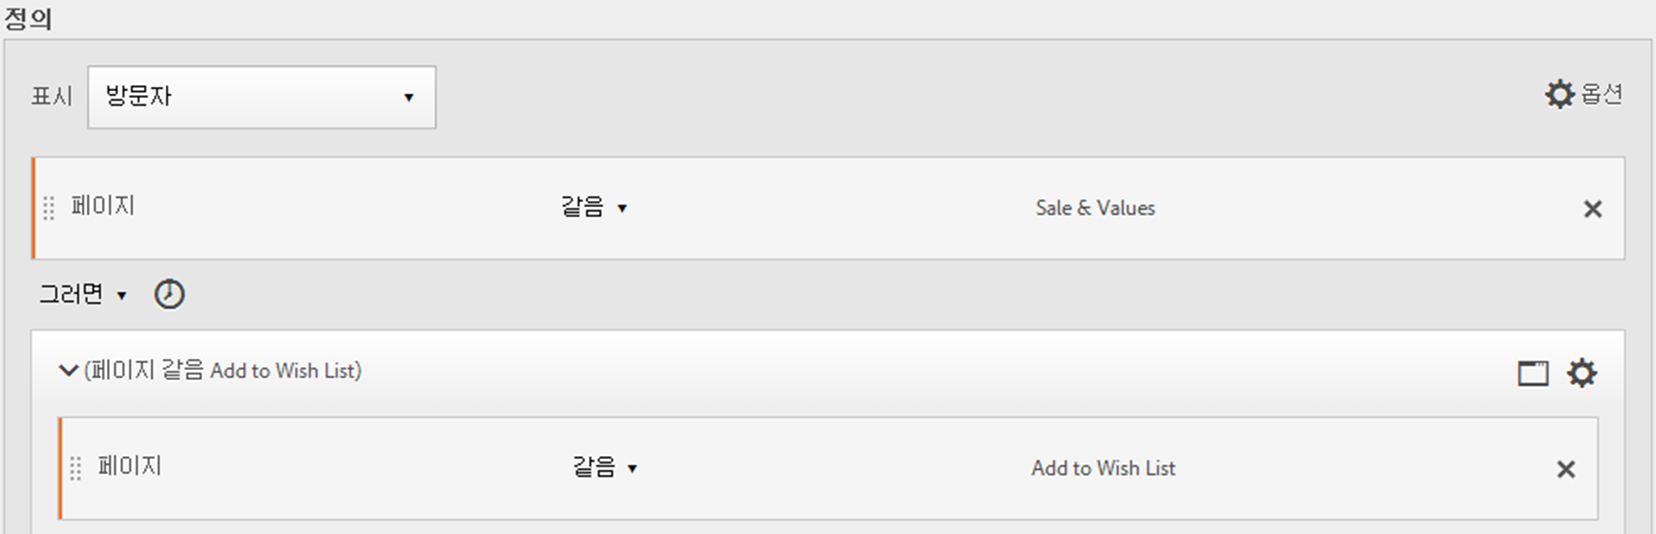 정의
표시 방문자 옵션
페이지 같음 Sale & Values
그러면
(페이지 같음 Add to Wish List)
페이지 같음 Add to Wish List